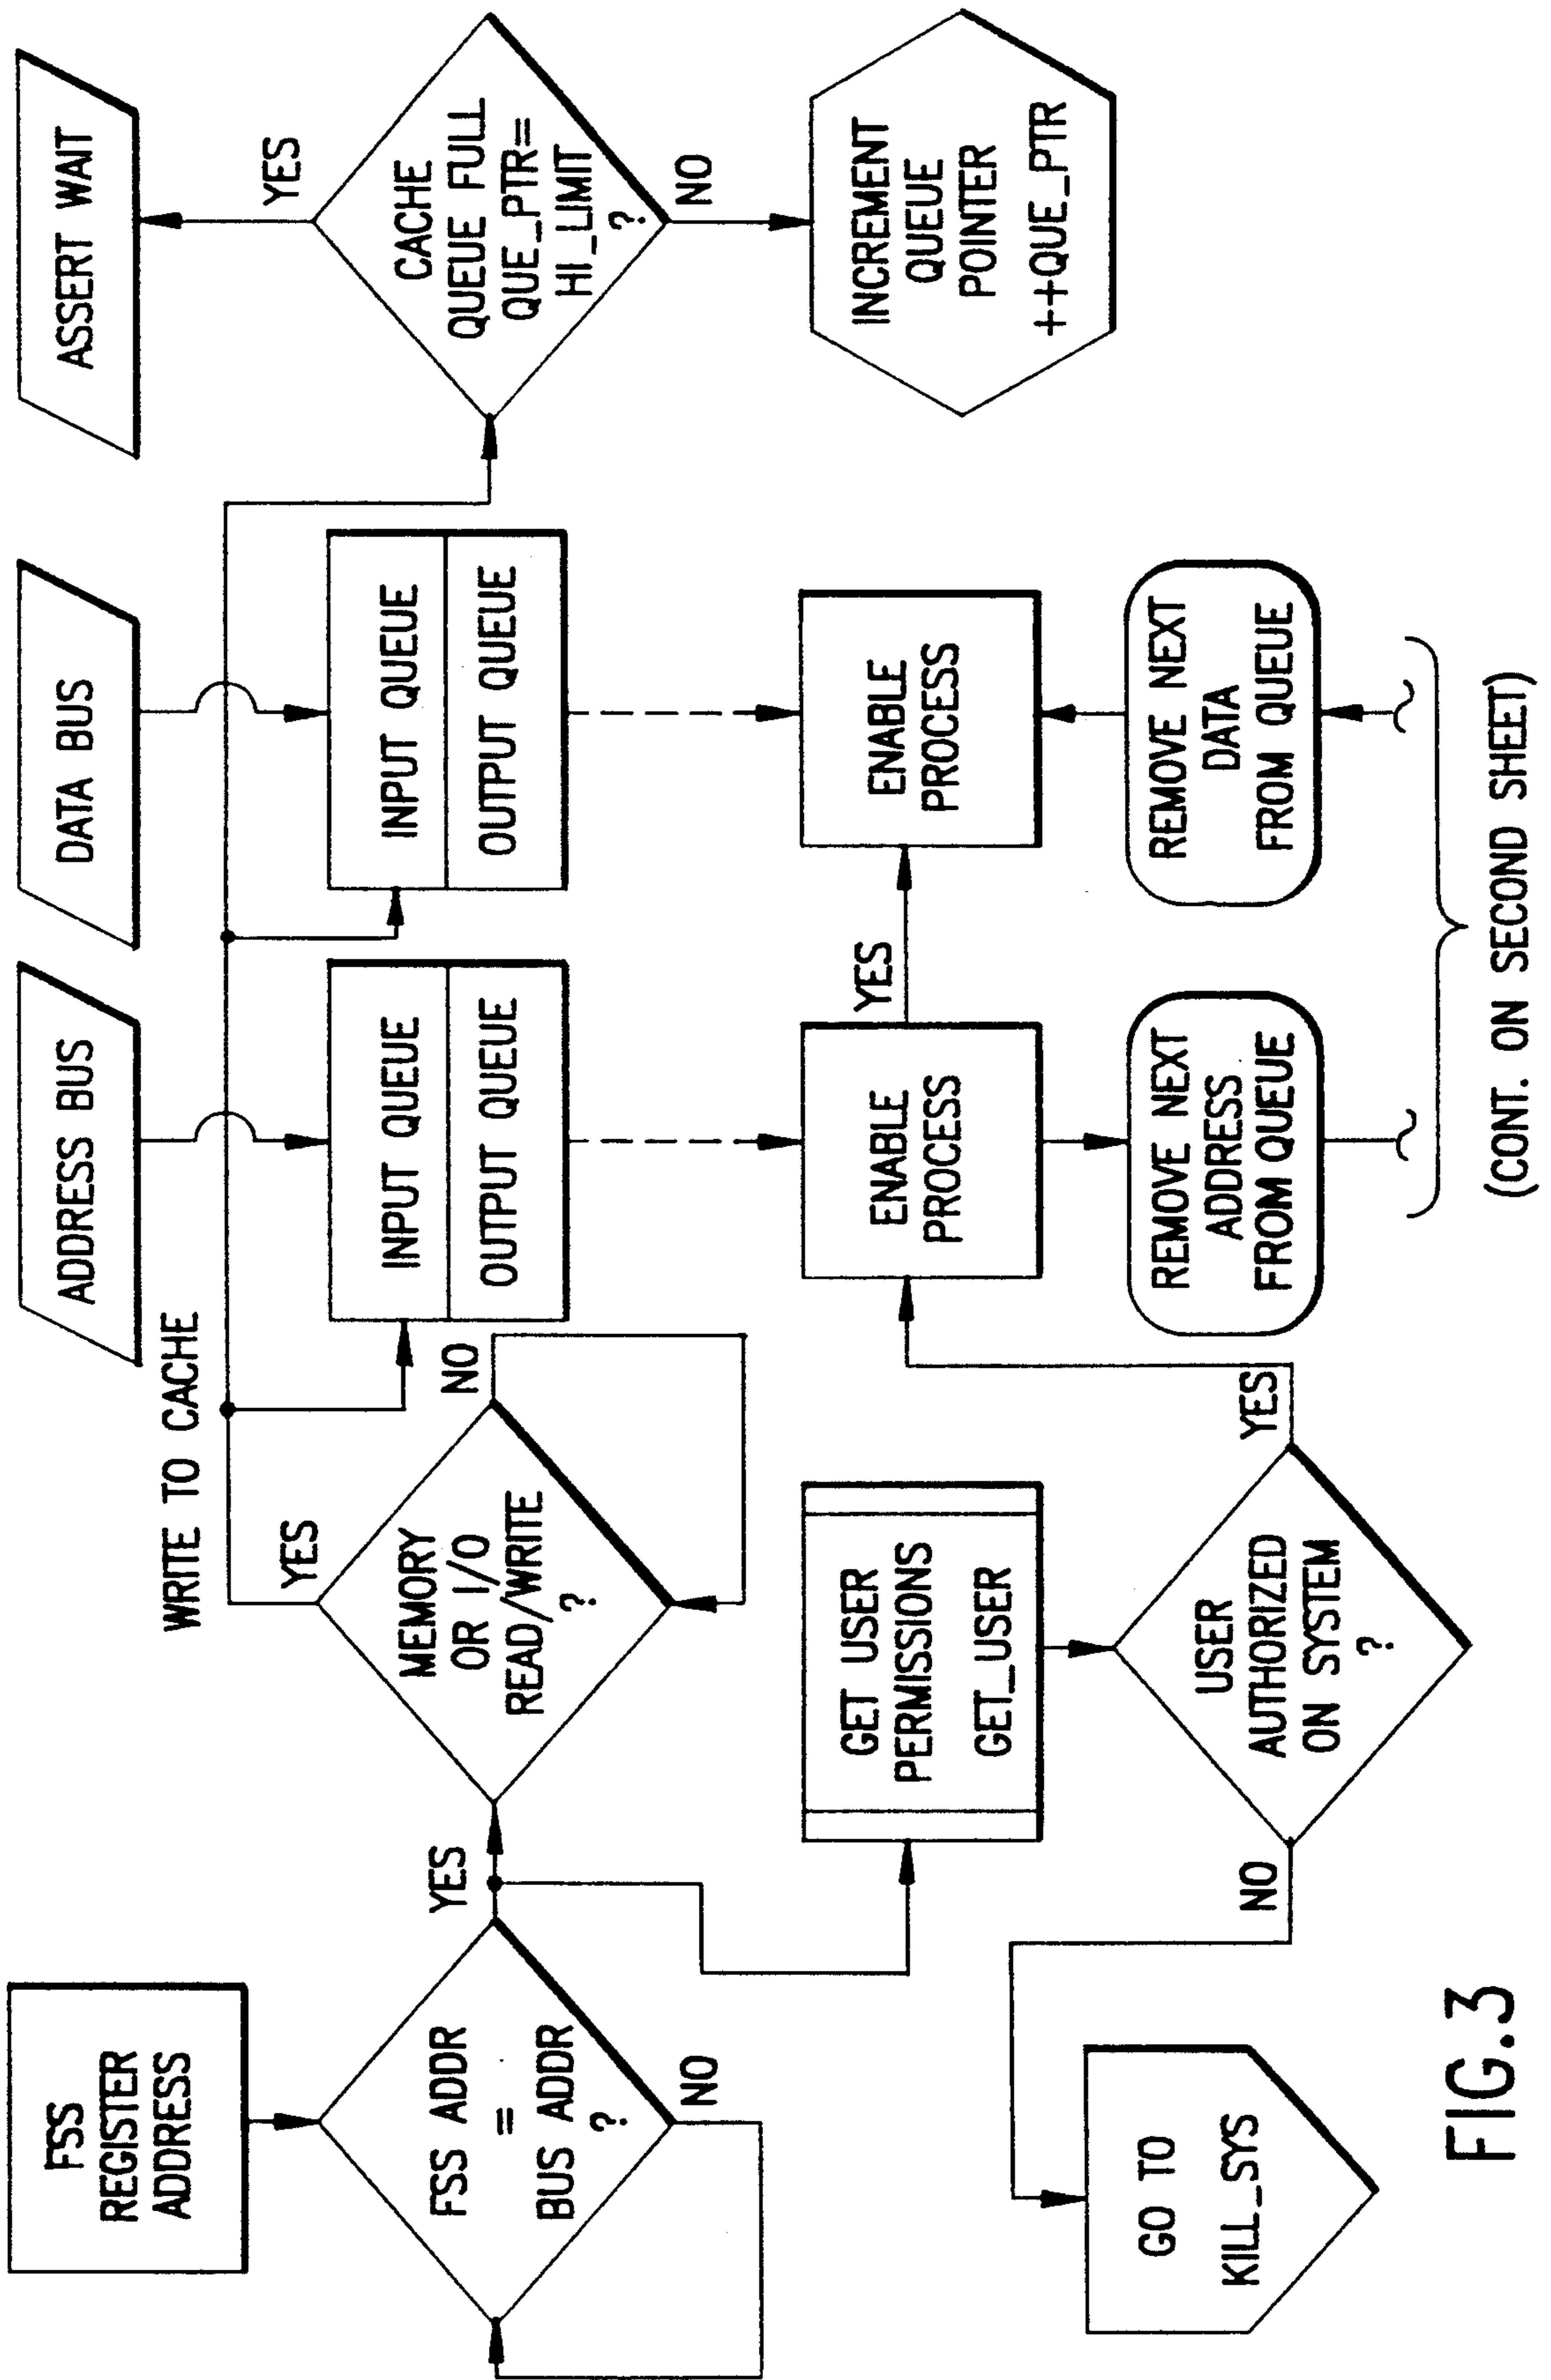 FSS
REGISTER
ADDRESS
FSS ADDR
=
BUS ADDR
?
NO
YES
MEMORY
OR I/O
READ/WRITE
?
YES
NO
WRITE TO CACHE
ADDRESS BUS
INPUT QUEUE
OUTPUT QUEUE
DATA BUS
INPUT QUEUE
OUTPUT QUEUE
ASSERT WAIT
YES
CACHE
QUEUE FULL
QUE_PTR=
HI_LIMIT
?
NO
INCREMENT
QUEUE
POINTER
++QUE_PTR
GET USER
PERMISSIONS
GET_USER
USER
AUTHORIZED
ON SYSTEM
?
NO
YES
GO TO
KILL_SYS
ENABLE
PROCESS
YES
ENABLE
PROCESS
REMOVE NEXT
ADDRESS
FROM QUEUE
REMOVE NEXT
DATA
FROM QUEUE
(CONT. ON SECOND SHEET)
FIG.3